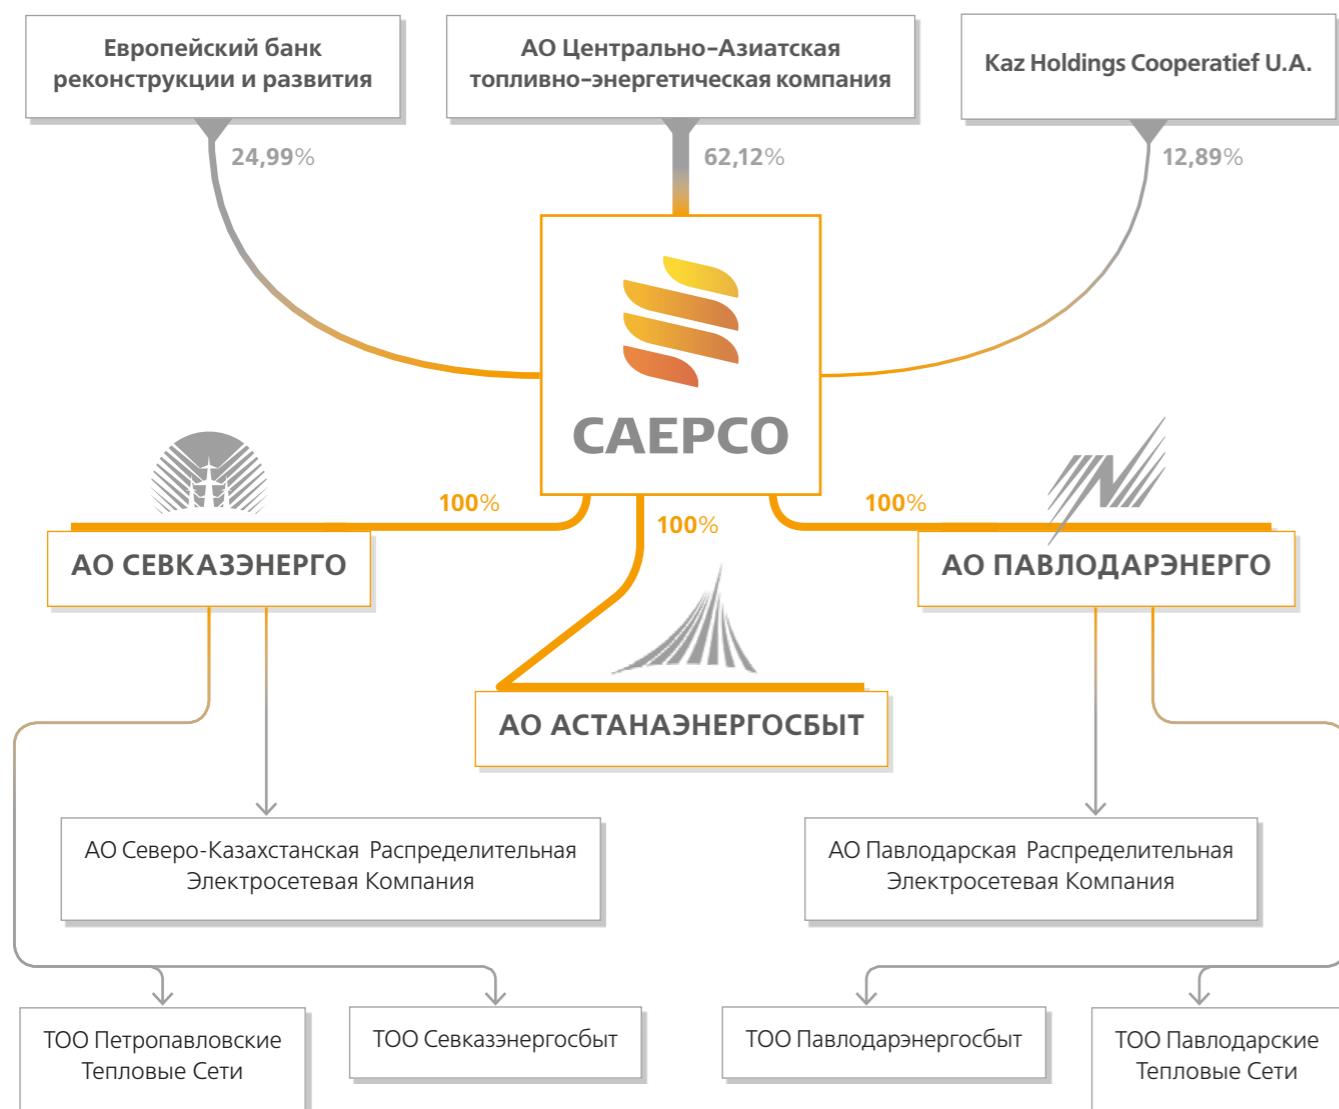 Европейский банк
реконструкции и развития
АО Центрально-Азиатская
топливно-энергетическая компания
Kaz Holdings Cooperatief U.A.
24,99%
62,12%
12,89%
CAEPCO
100%
100%
100%
АО СЕВКАЗЭНЕРГО
АО ПАВЛОДАРЭНЕРГО
АО АСТАНАЭНЕРГОСБЫТ
АО Северо-Казахстанская Распределительная
Электросетевая Компания
АО Павлодарская Распределительная
Электросетевая Компания
ТОО Петропавловские
Тепловые Сети
ТОО Севказэнергосбыт
ТОО Павлодарэнергосбыт
ТОО Павлодарские
Тепловые Сети